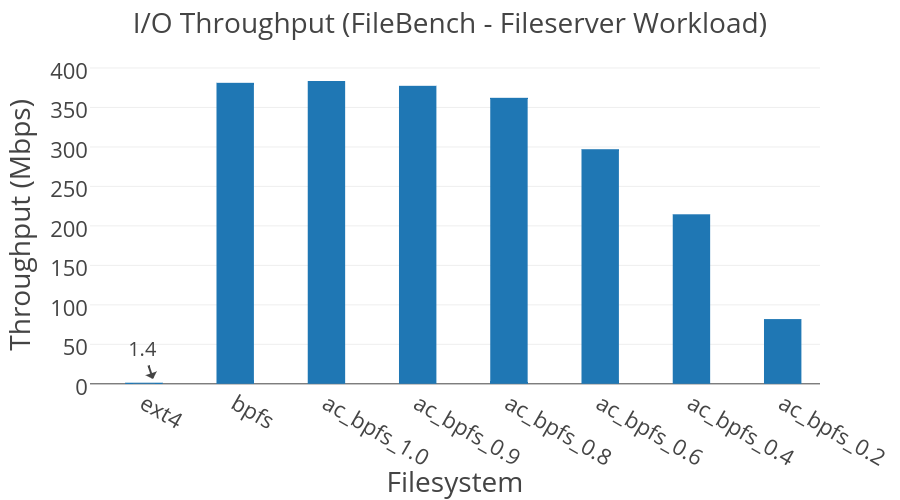 I/O Throughput (FileBench - Fileserver Workload)
Throughput (Mbps)
400
350
300
250
200
150
100
50
0
1.4
ext4
bpfs
ac_bpfs_1.0
ac_bpfs_0.9
ac_bpfs_0.8
ac_bpfs_0.6
ac_bpfs_0.4
ac_bpfs_0.2
Filesystem